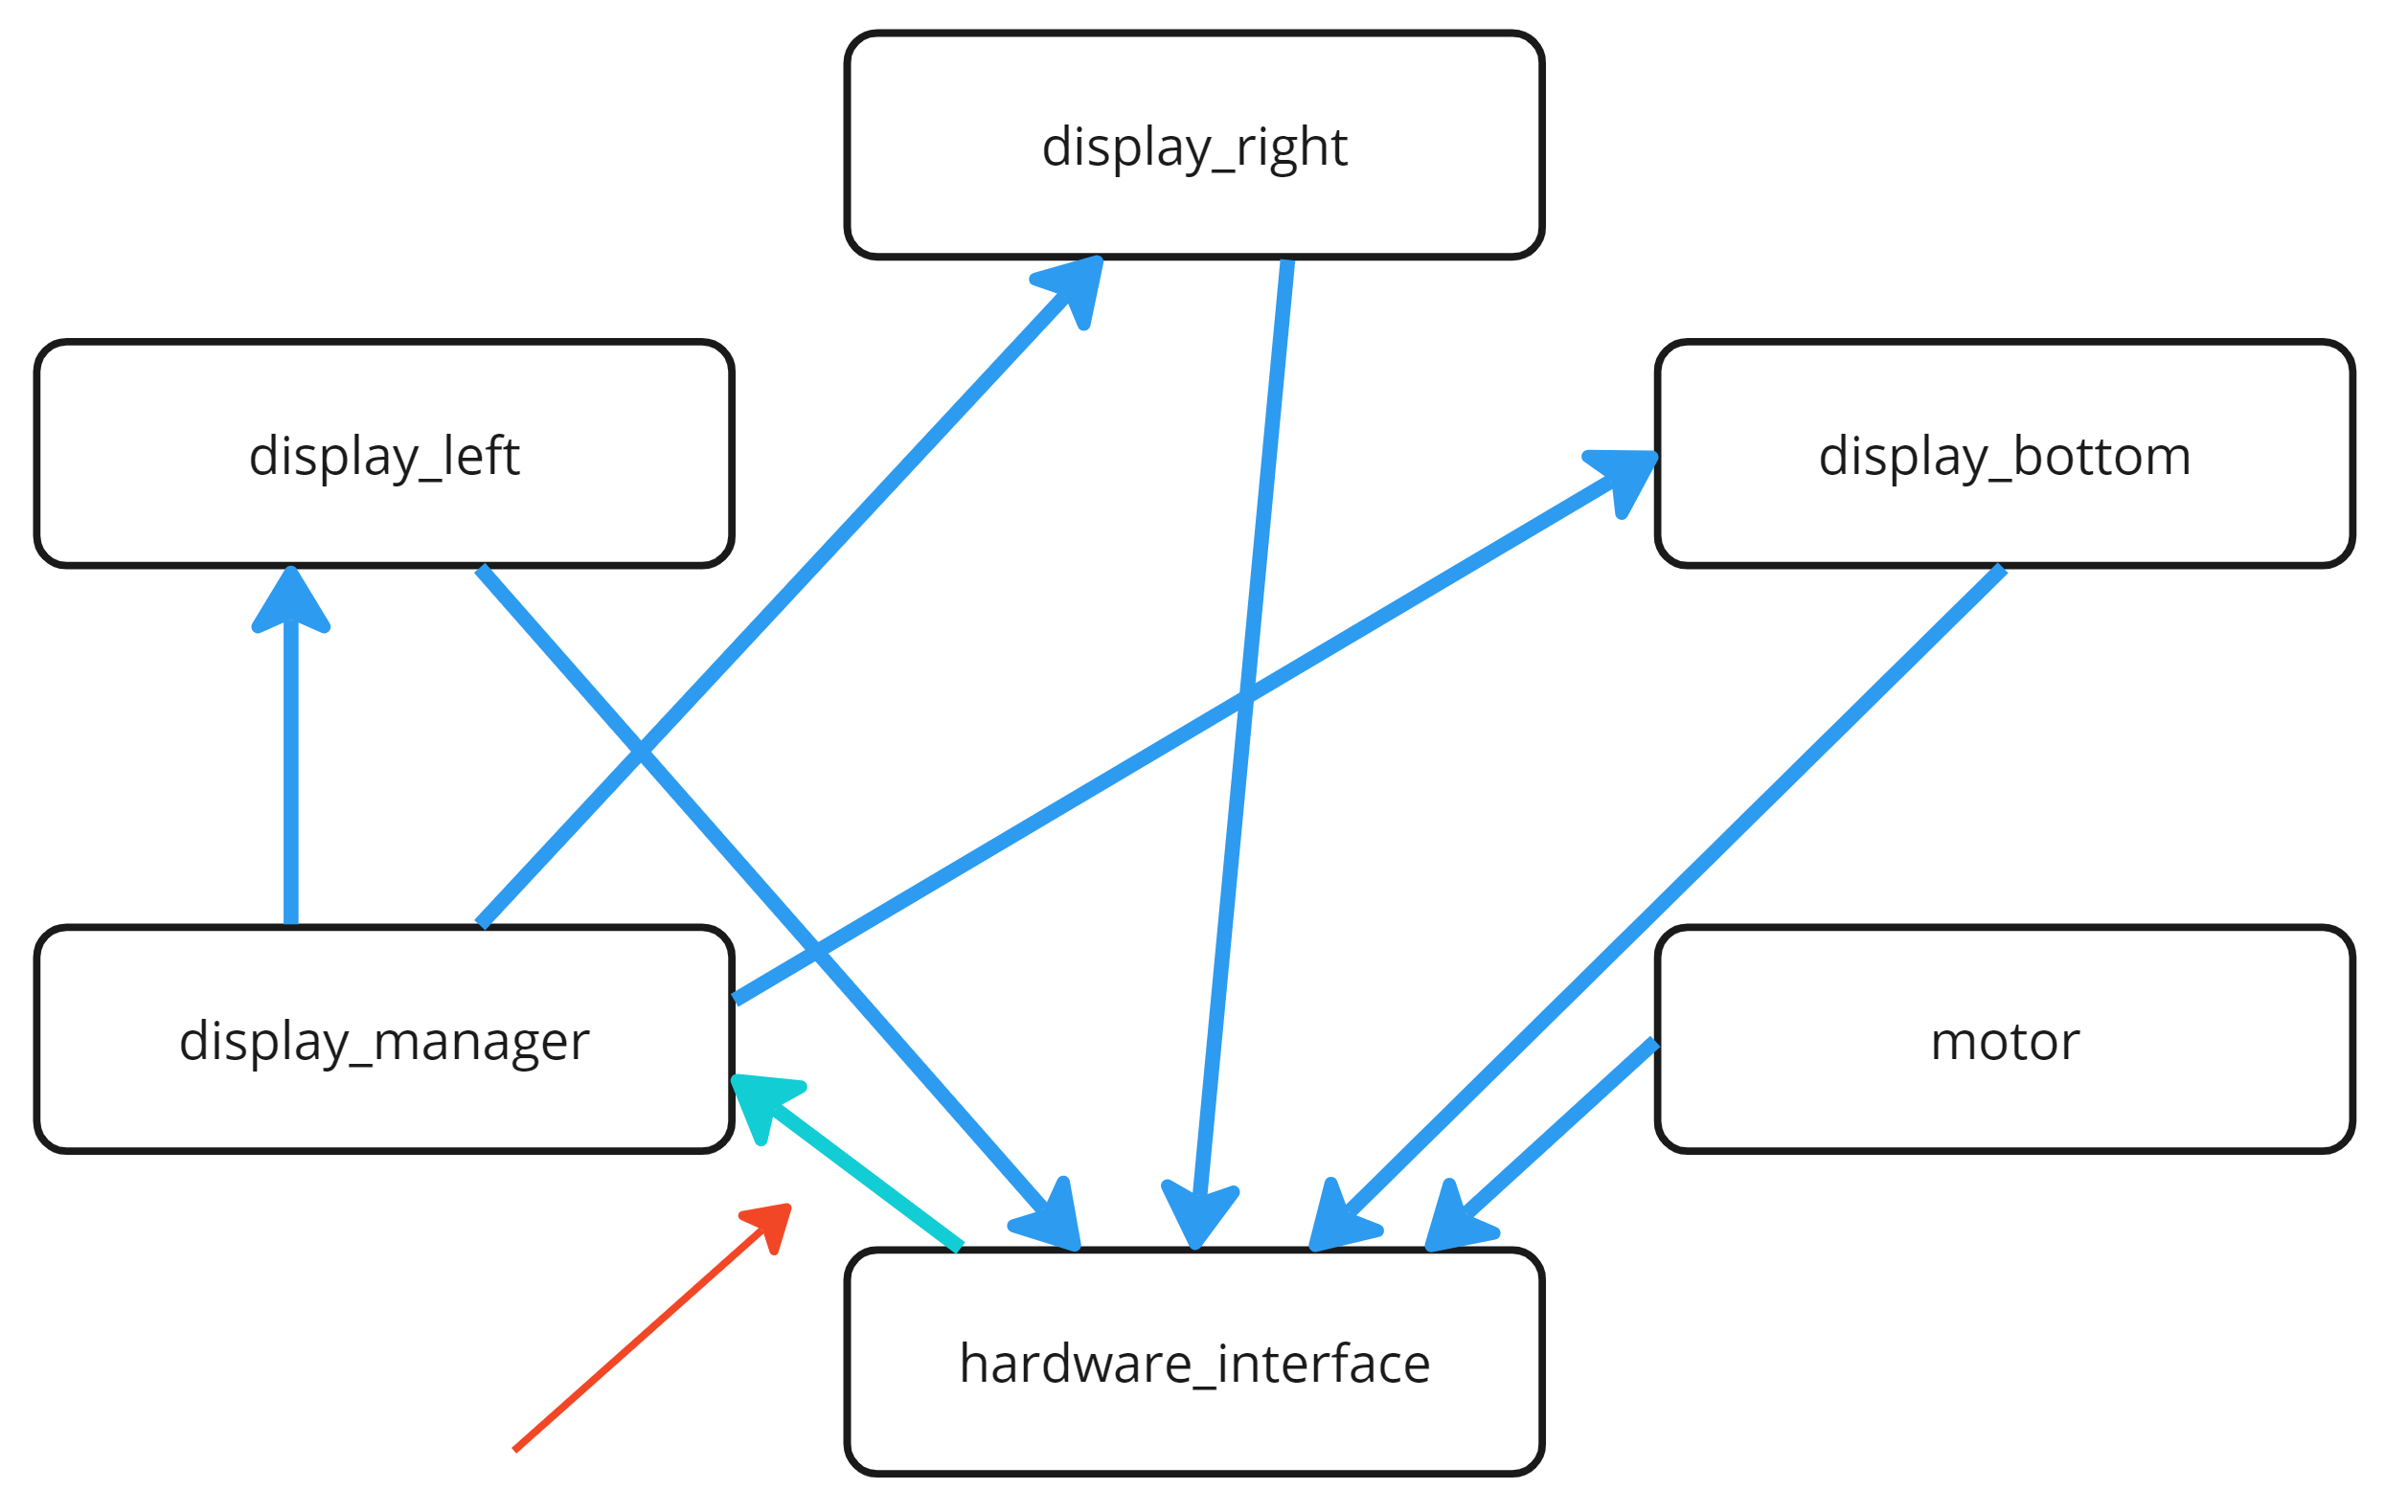 display_right
display_left
display_bottom
display_manager
motor
hardware_interface